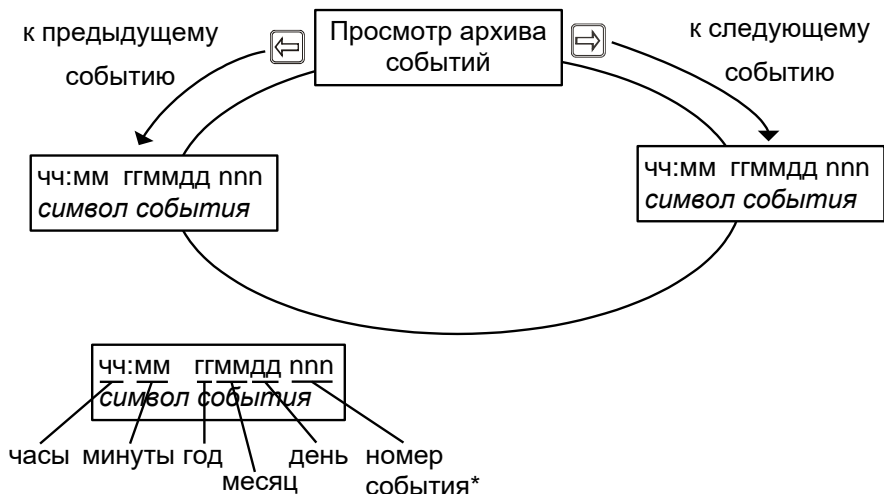 к предыдущему
событию
Просмотр архива
событий
к следующему
событию
чч:мм ггммдд nnn
символ события
чч:мм ггммдд nnn
символ события
чч:мм ггммдд nnn
символ события
часы минуты год
месяц
день
номер
события*